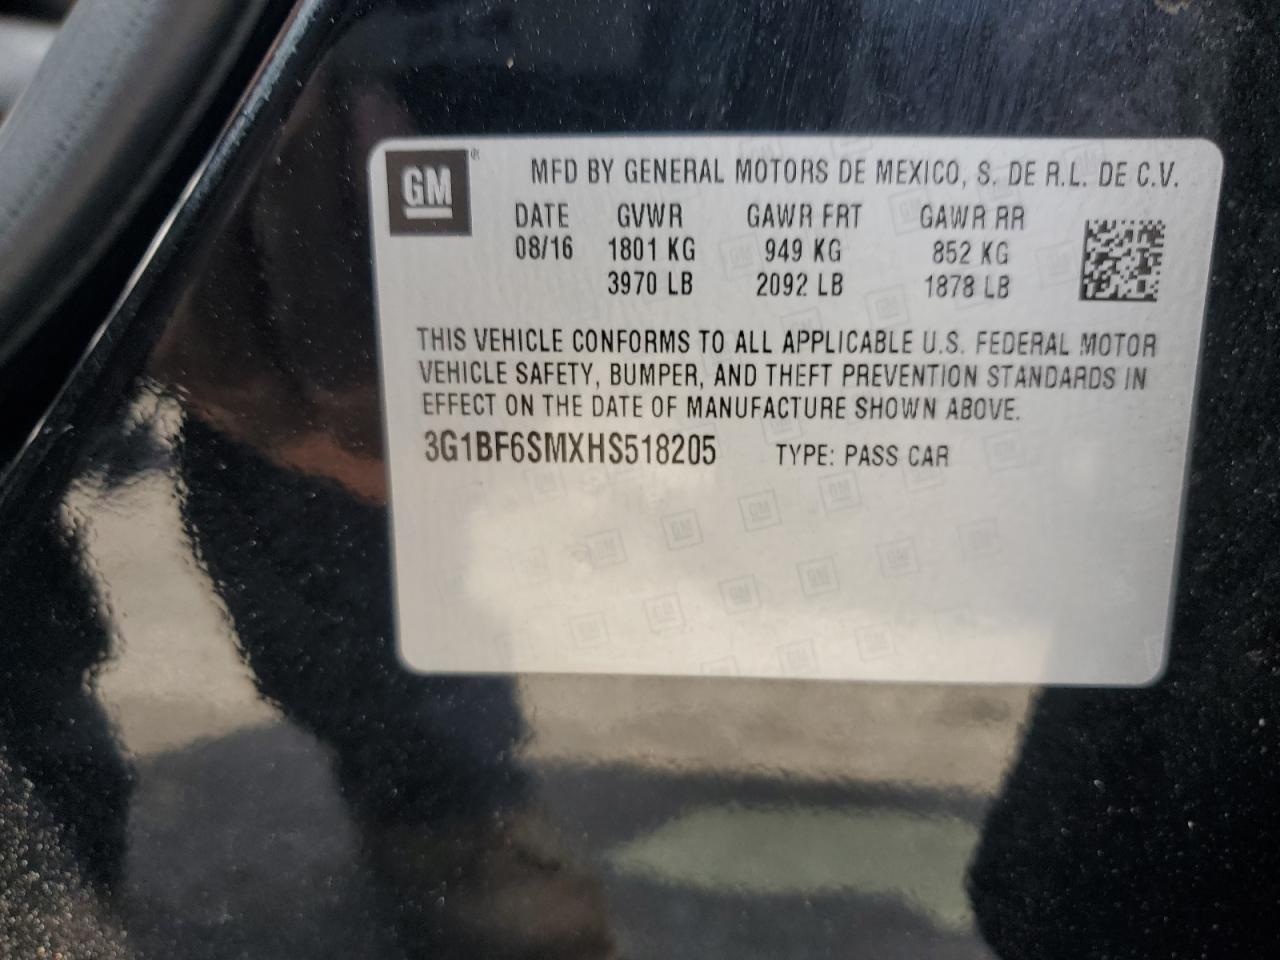 GM
MFD BY GENERAL MOTORS DE MEXICO, S. DE R.L. DE C.V.
DATE GVWR GAWR FRT GAWR RR
08/16 1801 KG 949 KG 852 KG
3970 LB 2092 LB 1878 LB
THIS VEHICLE CONFORMS TO ALL APPLICABLE U.S. FEDERAL MOTOR
VEHICLE SAFETY, BUMPER, AND THEFT PREVENTION STANDARDS IN
EFFECT ON THE DATE OF MANUFACTURE SHOWN ABOVE.
3G1BF6SMXHS518205 TYPE: PASS CAR